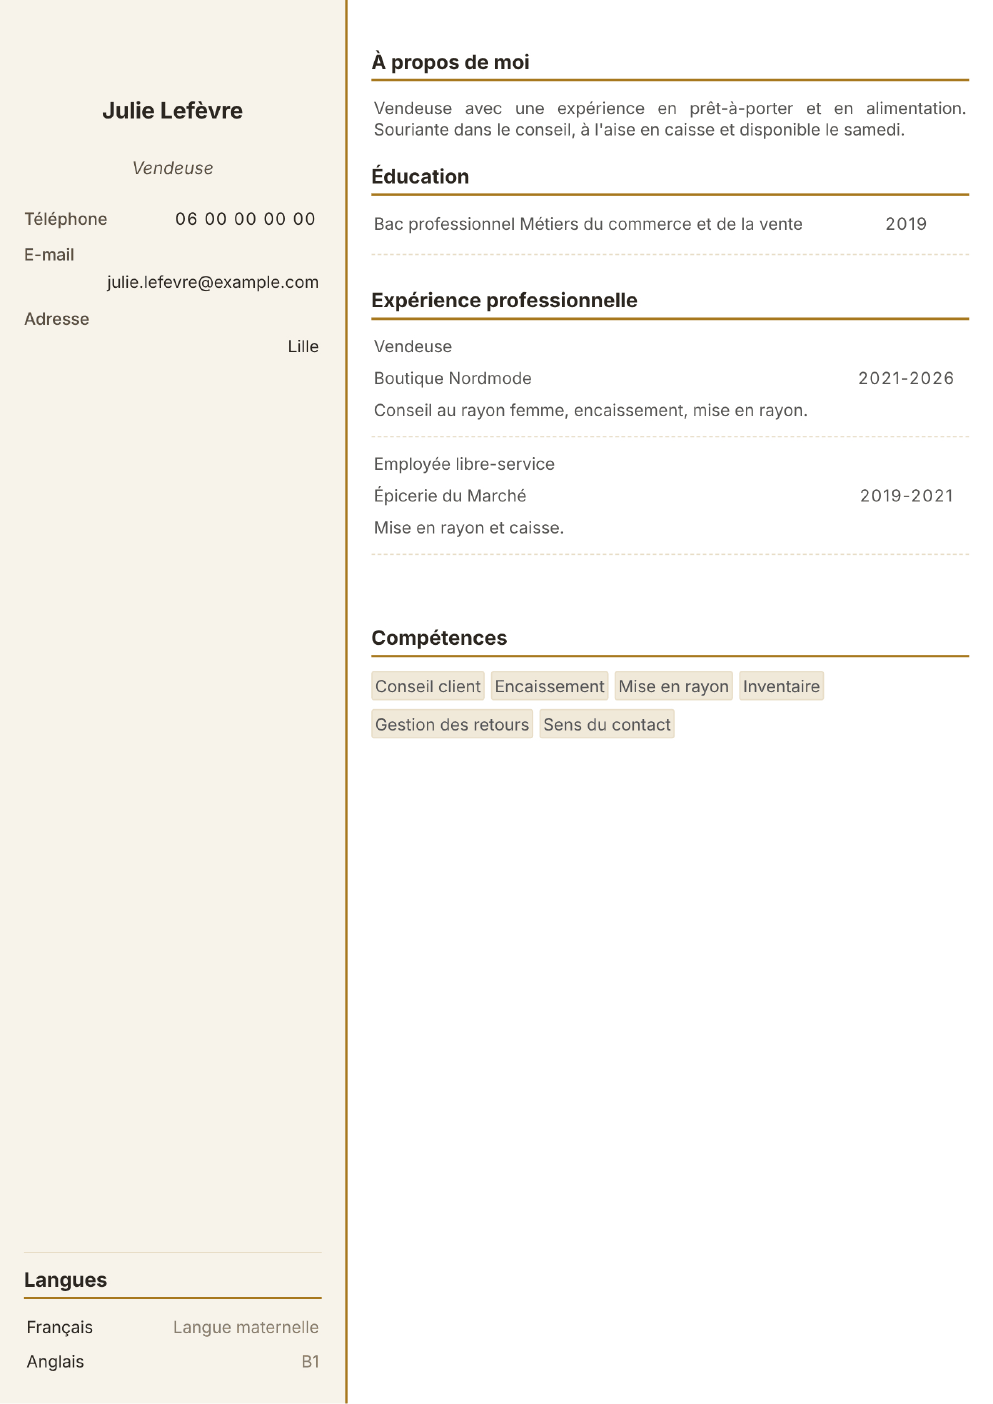 Julie Lefèvre
Vendeuse
Téléphone 06 00 00 00 00
E-mail
julie.lefevre@example.com
Adresse
Lille
Langues
Français Langue maternelle
Anglais B1
À propos de moi
Vendeuse avec une expérience en prêt-à-porter et en alimentation.
Souriante dans le conseil, à l'aise en caisse et disponible le samedi.
Éducation
Bac professionnel Métiers du commerce et de la vente 2019
Expérience professionnelle
Vendeuse
Boutique Nordmode 2021-2026
Conseil au rayon femme, encaissement, mise en rayon.
Employée libre-service
Épicerie du Marché 2019-2021
Mise en rayon et caisse.
Compétences
Conseil client Encaissement Mise en rayon Inventaire
Gestion des retours Sens du contact